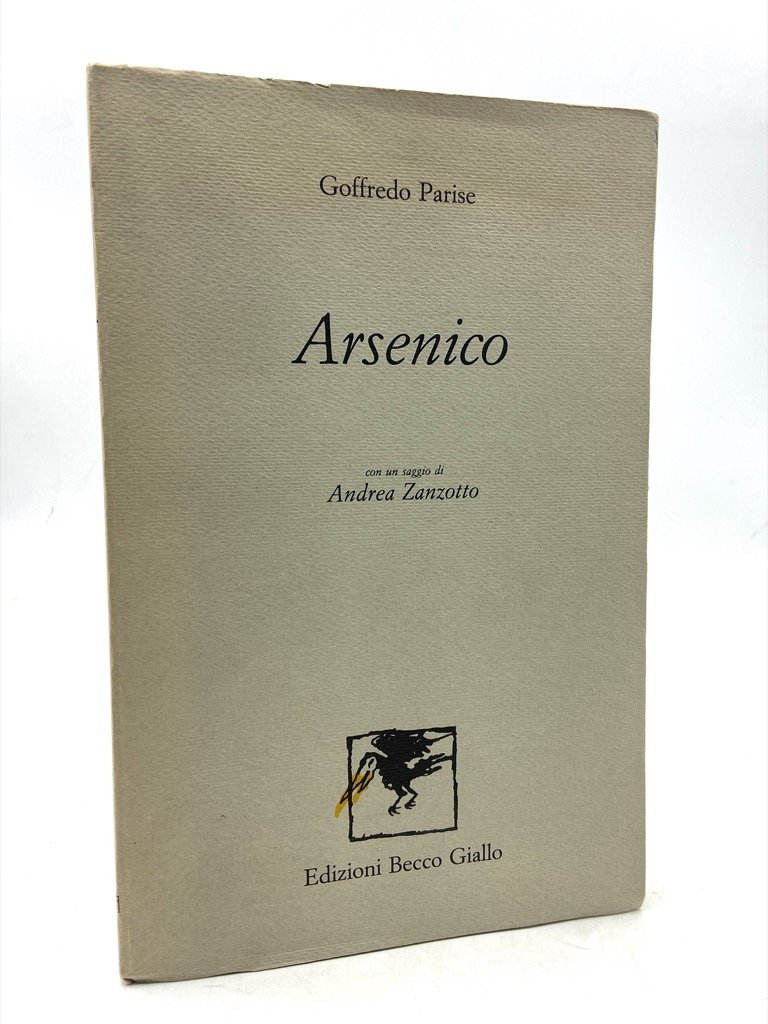 Goffredo Parise
Arsenico
con un saggio di
Andrea Zanzotto
Edizioni Becco Giallo